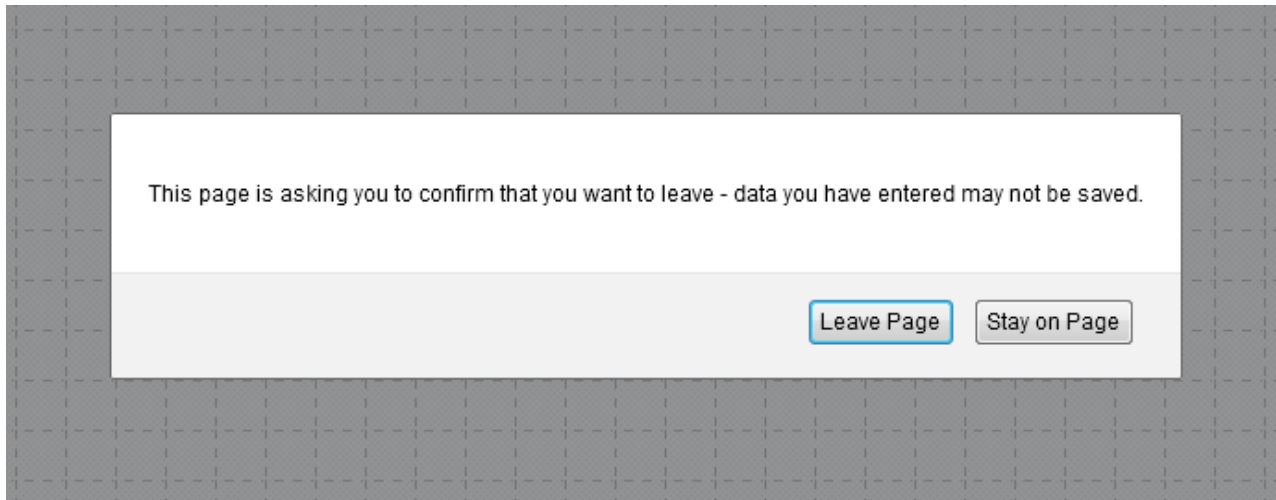 This page is asking you to confirm that you want to leave - data you have entered may not be saved.
Leave Page Stay on Page